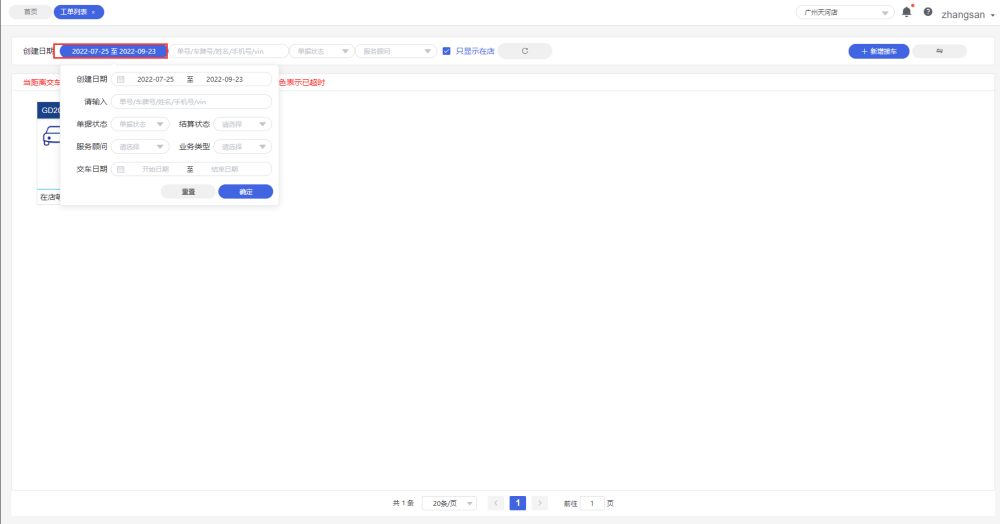 首页 工单列表 × 广州天河店 zhangsan
创建日期 2022-07-25 至 2022-09-23 单号/车牌号/姓名/手机号/vin 单据状态 服务顾问 只显示在店 + 新增接车
当距离交车 色表示已超时
创建日期 2022-07-25 至 2022-09-23
请输入 单号/车牌号/姓名/手机号/vin
单据状态 单据状态 结算状态 请选择
服务顾问 请选择 业务类型 请选择
交车日期 开始日期 至 结束日期
重置 确定
GD20
在店
共 1 条 20条/页 < 1 > 前往 1 页